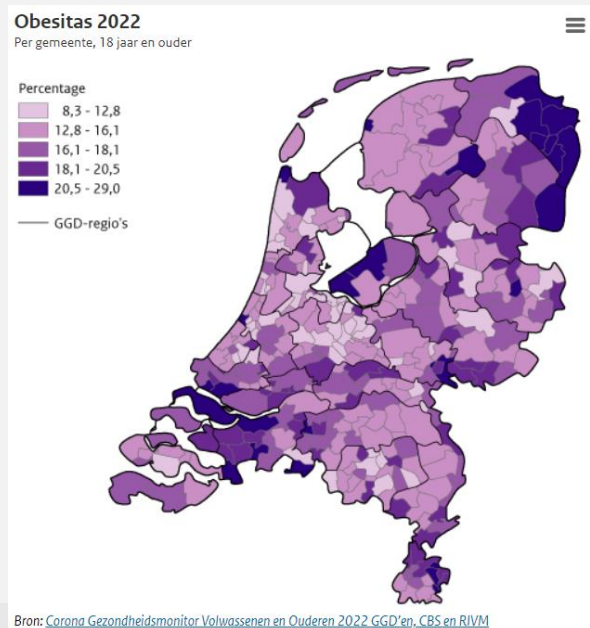 Obesitas 2022
Per gemeente, 18 jaar en ouder
Percentage
8,3 - 12,8
12,8 - 16,1
16,1 - 18,1
18,1 - 20,5
20,5 - 29,0
GGD-regio's
Bron: Corona Gezondheidsmonitor Volwassenen en Ouderen 2022 GGD'en, CBS en RIVM